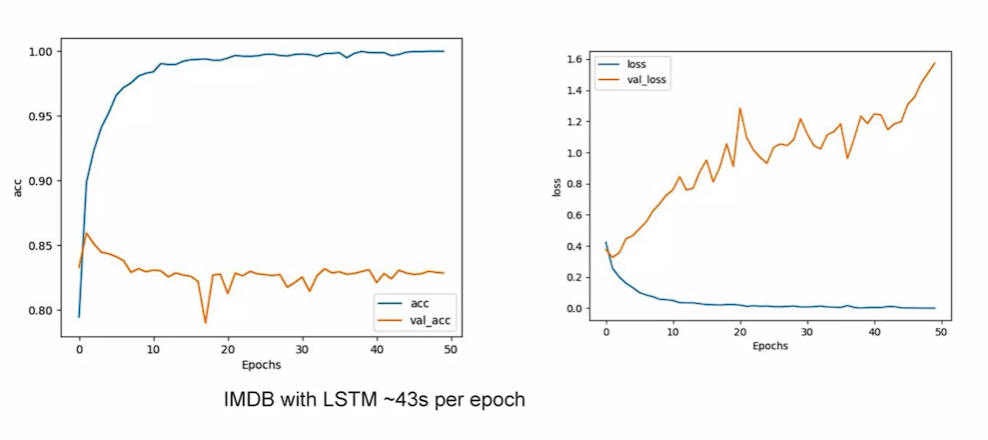 1.00
0.95
0.90
0.85
0.80
acc
acc
val_acc
0 10 20 30 40 50
Epochs
1.6
1.4
1.2
1.0
0.8
0.6
0.4
0.2
0.0
loss
loss
val_loss
0 10 20 30 40 50
Epochs
IMDB with LSTM ~43s per epoch